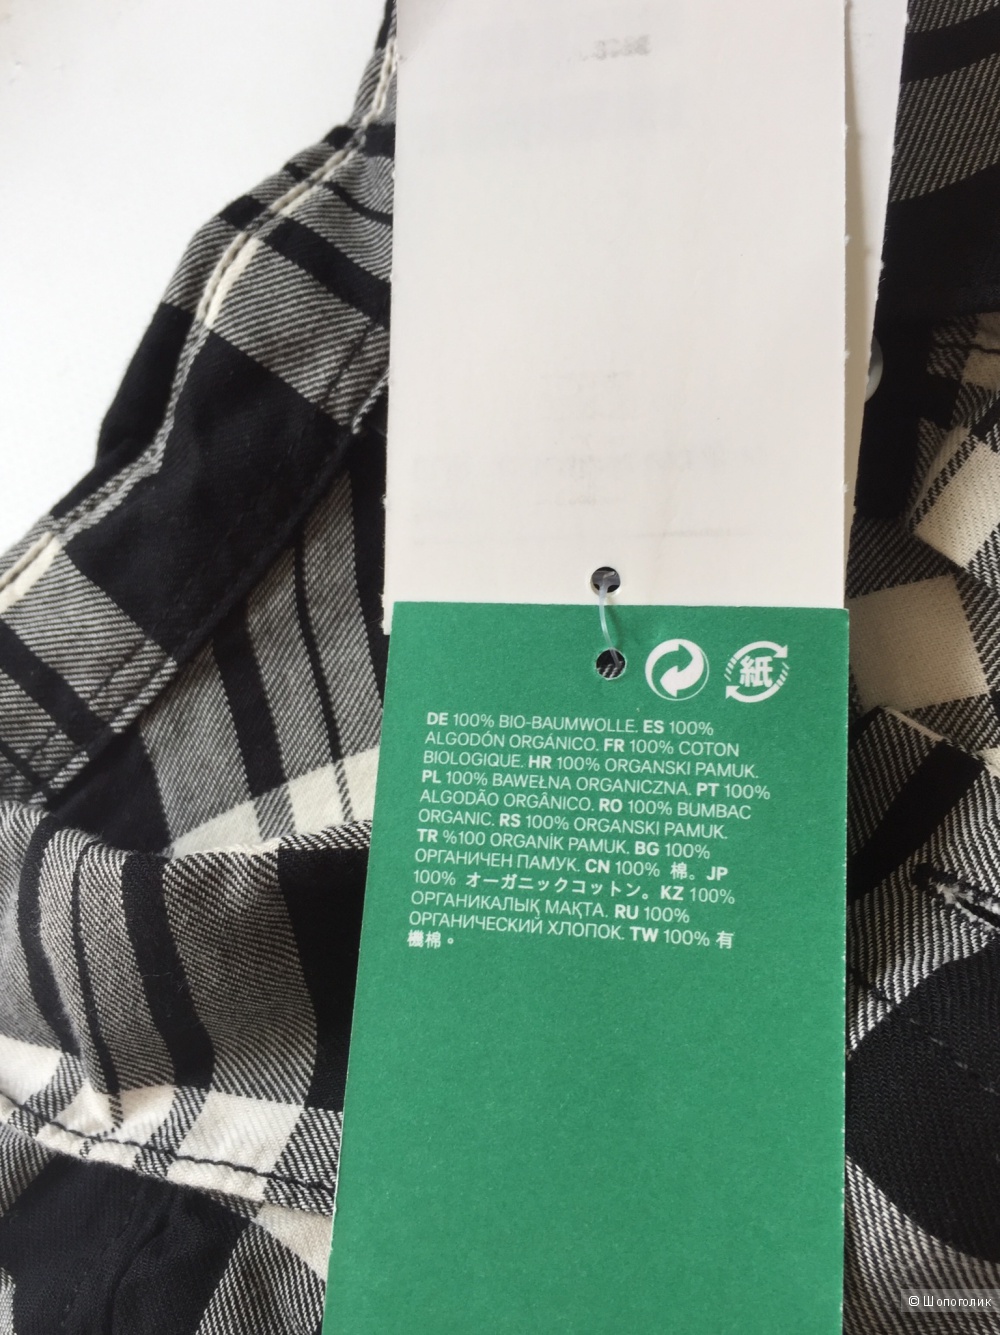 紙
DE 100% BIO-BAUMWOLLE. ES 100%
ALGODÓN ORGÁNICO. FR 100% COTON
BIOLOGIQUE. HR 100% ORGANSKI PAMUK.
PL 100% BAWEŁNA ORGANICZNA. PT 100%
ALGODÃO ORGÂNICO. RO 100% BUMBAC
ORGANIC. RS 100% ORGANSKI PAMUK.
TR %100 ORGANİK PAMUK. BG 100%
ОРГАНИЧЕН ПАМУК. CN 100% 棉。JP
100% オーガニックコットン。KZ 100%
ОРГАНИКАЛЫҚ МАҚТА. RU 100%
ОРГАНИЧЕСКИЙ ХЛОПОК. TW 100% 有
機棉。
© Шопоголик